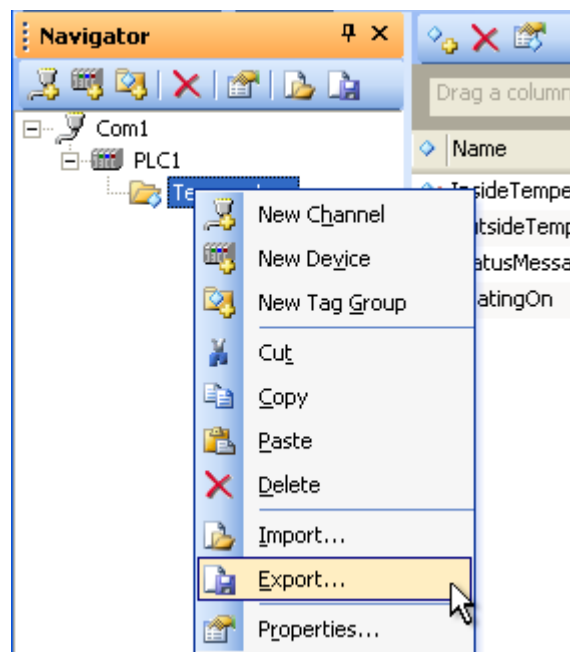 Navigator
Drag a column
Com1
Name
PLC1
New Channel
New Device
New Tag Group
atingOn
Cut
Copy
Paste
Delete
Import...
Export...
Properties...